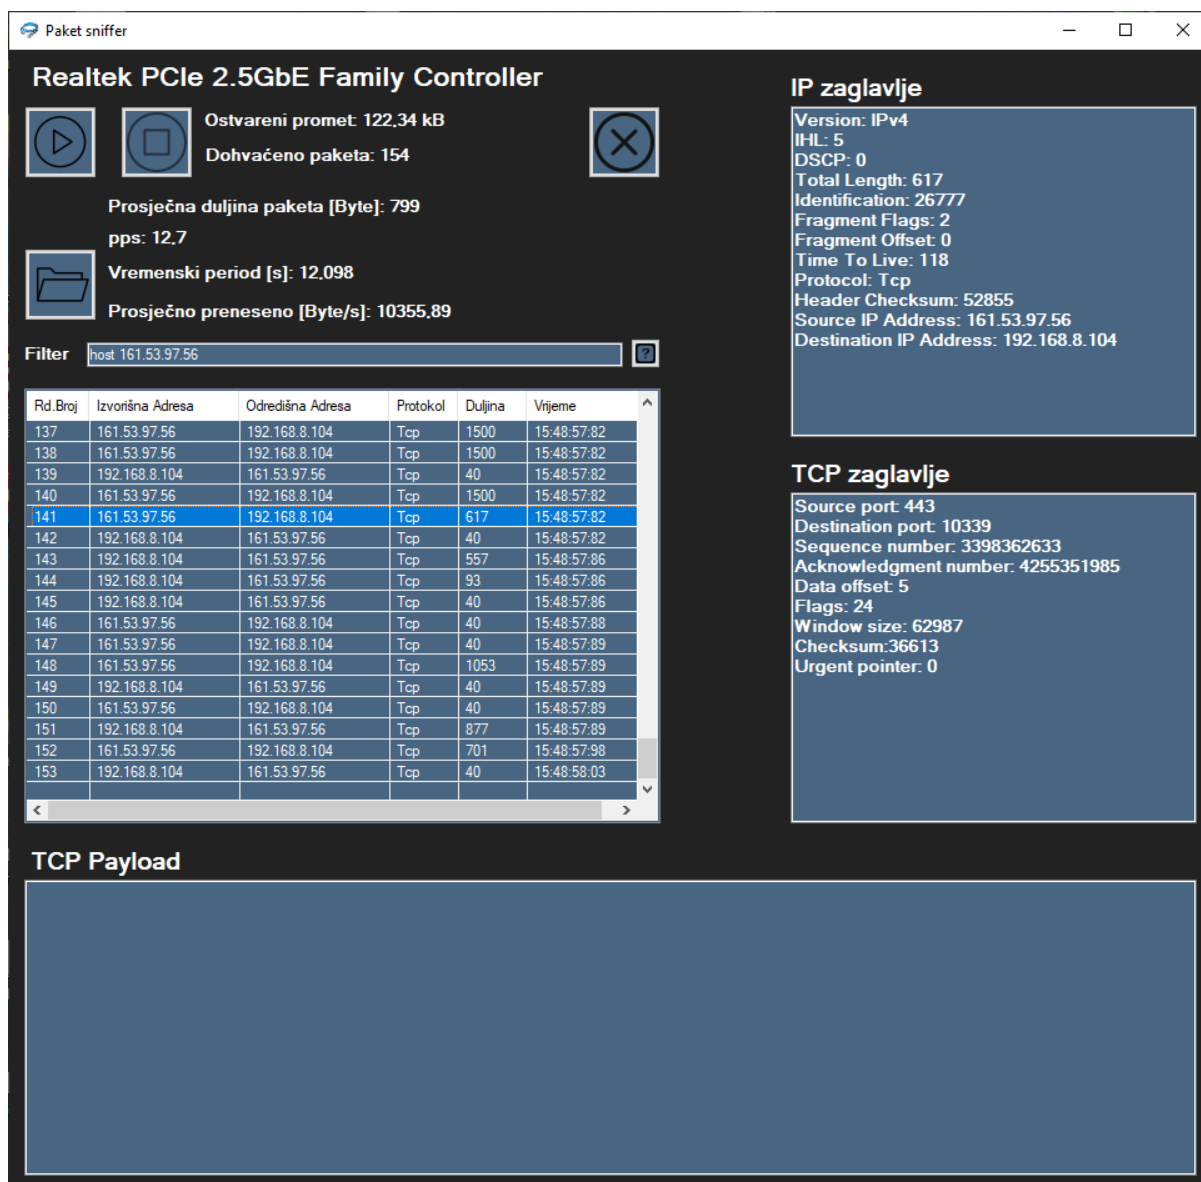 Paket sniffer
Realtek PCIe 2.5GbE Family Controller
Ostvareni promet: 122,34 kB
Dohvaćeno paketa: 154
Prosječna duljina paketa [Byte]: 799
pps: 12,7
Vremenski period [s]: 12,098
Prosječno preneseno [Byte/s]: 10355,89
Filter host 161.53.97.56 ?
Rd.Broj Izvorišna Adresa Odredišna Adresa Protokol Duljina Vrijeme
137 161.53.97.56 192.168.8.104 Tcp 1500 15:48:57:82
138 161.53.97.56 192.168.8.104 Tcp 1500 15:48:57:82
139 192.168.8.104 161.53.97.56 Tcp 40 15:48:57:82
140 161.53.97.56 192.168.8.104 Tcp 1500 15:48:57:82
141 161.53.97.56 192.168.8.104 Tcp 617 15:48:57:82
142 192.168.8.104 161.53.97.56 Tcp 40 15:48:57:82
143 192.168.8.104 161.53.97.56 Tcp 557 15:48:57:86
144 192.168.8.104 161.53.97.56 Tcp 93 15:48:57:86
145 192.168.8.104 161.53.97.56 Tcp 40 15:48:57:86
146 161.53.97.56 192.168.8.104 Tcp 40 15:48:57:88
147 161.53.97.56 192.168.8.104 Tcp 40 15:48:57:89
148 161.53.97.56 192.168.8.104 Tcp 1053 15:48:57:89
149 192.168.8.104 161.53.97.56 Tcp 40 15:48:57:89
150 161.53.97.56 192.168.8.104 Tcp 40 15:48:57:89
151 192.168.8.104 161.53.97.56 Tcp 877 15:48:57:89
152 161.53.97.56 192.168.8.104 Tcp 701 15:48:57:98
153 192.168.8.104 161.53.97.56 Tcp 40 15:48:58:03
IP zaglavlje
Version: IPv4
IHL: 5
DSCP: 0
Total Length: 617
Identification: 26777
Fragment Flags: 2
Fragment Offset: 0
Time To Live: 118
Protocol: Tcp
Header Checksum: 52855
Source IP Address: 161.53.97.56
Destination IP Address: 192.168.8.104
TCP zaglavlje
Source port: 443
Destination port: 10339
Sequence number: 3398362633
Acknowledgment number: 4255351985
Data offset: 5
Flags: 24
Window size: 62987
Checksum:36613
Urgent pointer: 0
TCP Payload